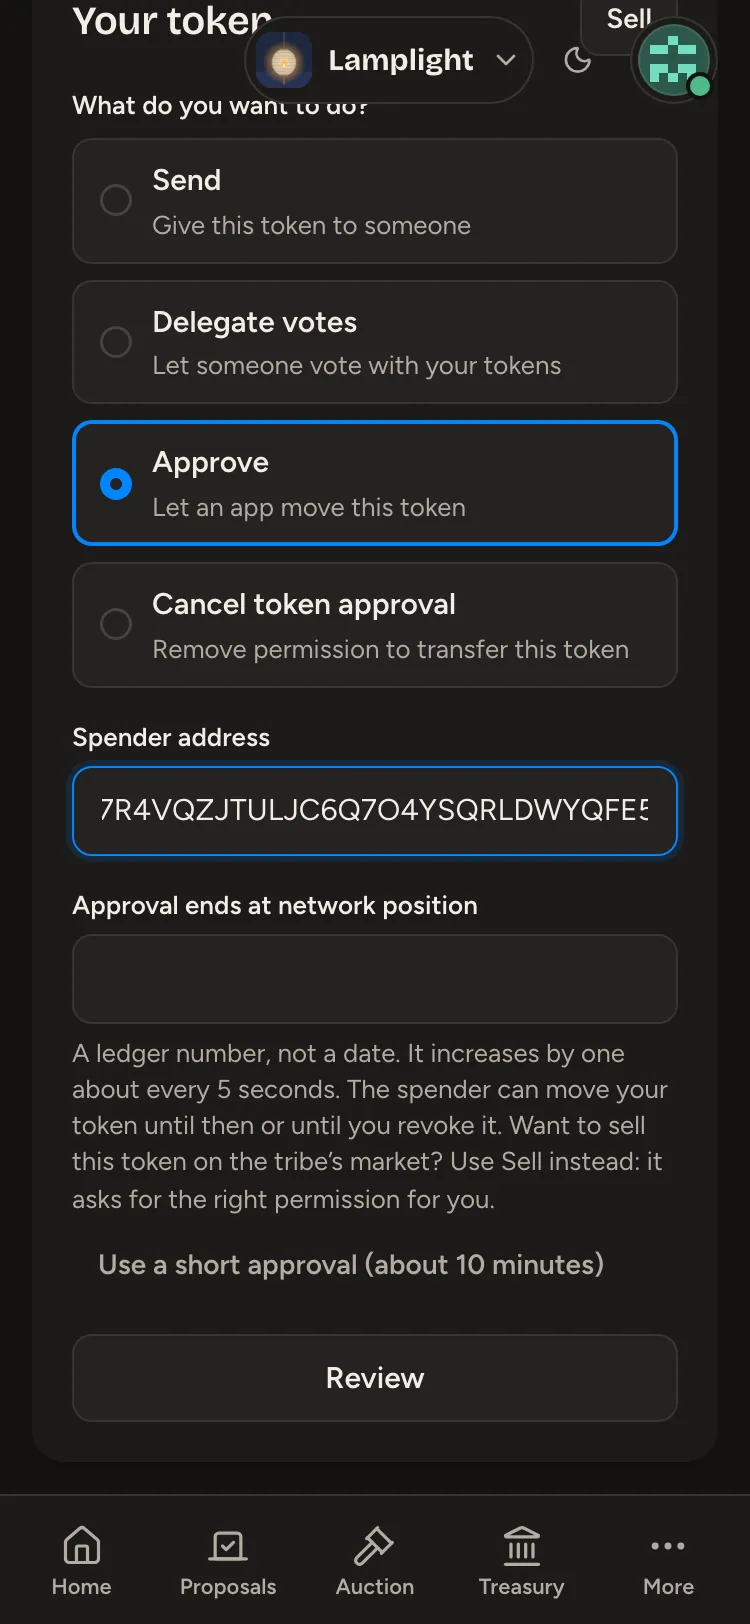 Your token
Sell
Lamplight
What do you want to do?
Send
Give this token to someone
Delegate votes
Let someone vote with your tokens
Approve
Let an app move this token
Cancel token approval
Remove permission to transfer this token
Spender address
7R4VQZJTULJC6Q7O4YSQRLDWYQFE5
Approval ends at network position
A ledger number, not a date. It increases by one
about every 5 seconds. The spender can move your
token until then or until you revoke it. Want to sell
this token on the tribe’s market? Use Sell instead: it
asks for the right permission for you.
Use a short approval (about 10 minutes)
Review
Home
Proposals
Auction
Treasury
More